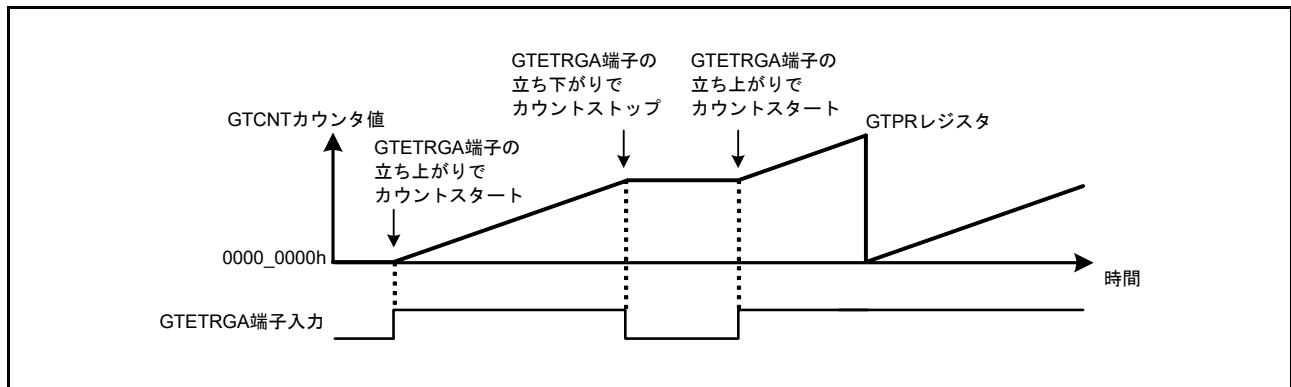 GTETRGA端子の
立ち下がりで
カウントストップ
GTETRGA端子の
立ち上がりで
カウントスタート
GTCNTカウンタ値
GTPRレジスタ
GTETRGA端子の
立ち上がりで
カウントスタート
0000_0000h
時間
GTETRGA端子入力